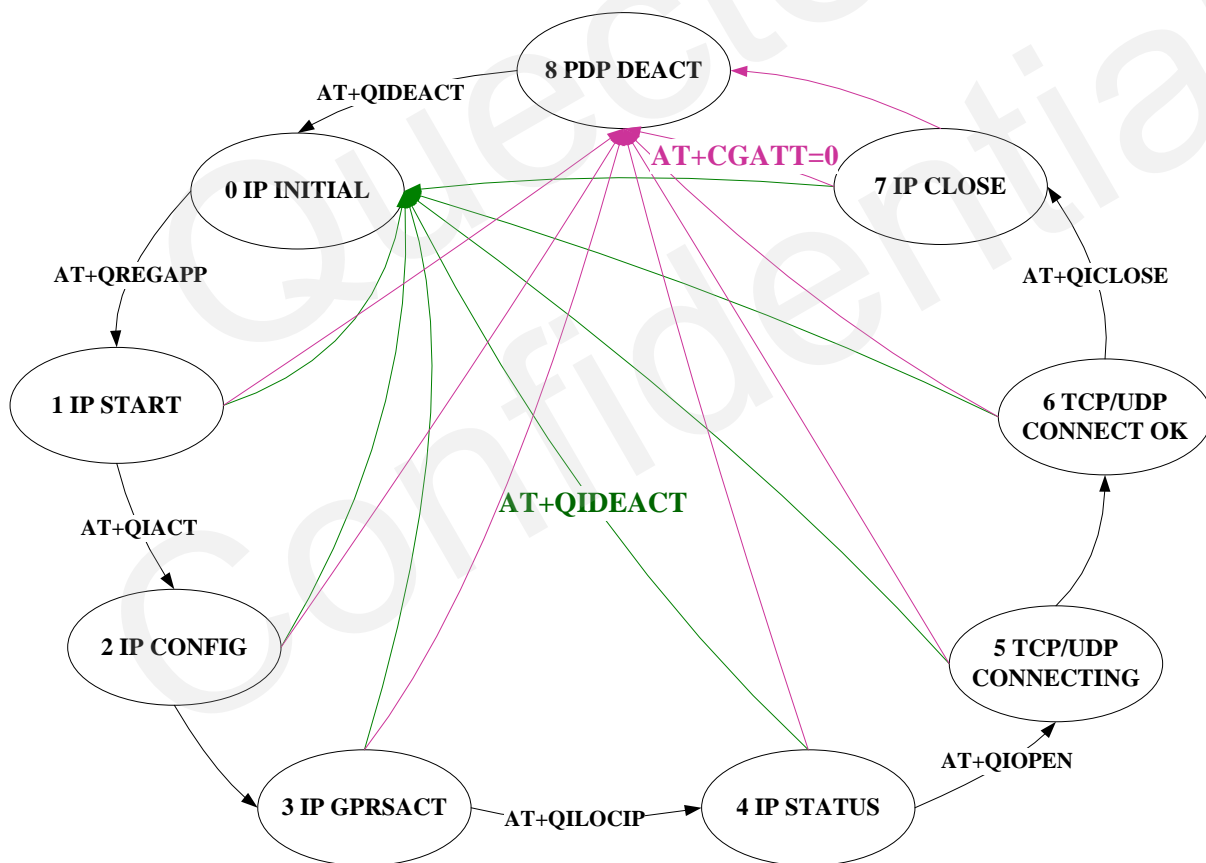 8 PDP DEACT
AT+QIDEACT
AT+CGATT=0
0 IP INITIAL
7 IP CLOSE
AT+QREGAPP
AT+QICLOSE
1 IP START
6 TCP/UDP
CONNECT OK
AT+QIDEACT
AT+QIACT
2 IP CONFIG
5 TCP/UDP
CONNECTING
AT+QIOPEN
3 IP GPRSACT
AT+QILOCIP
4 IP STATUS
Confidential